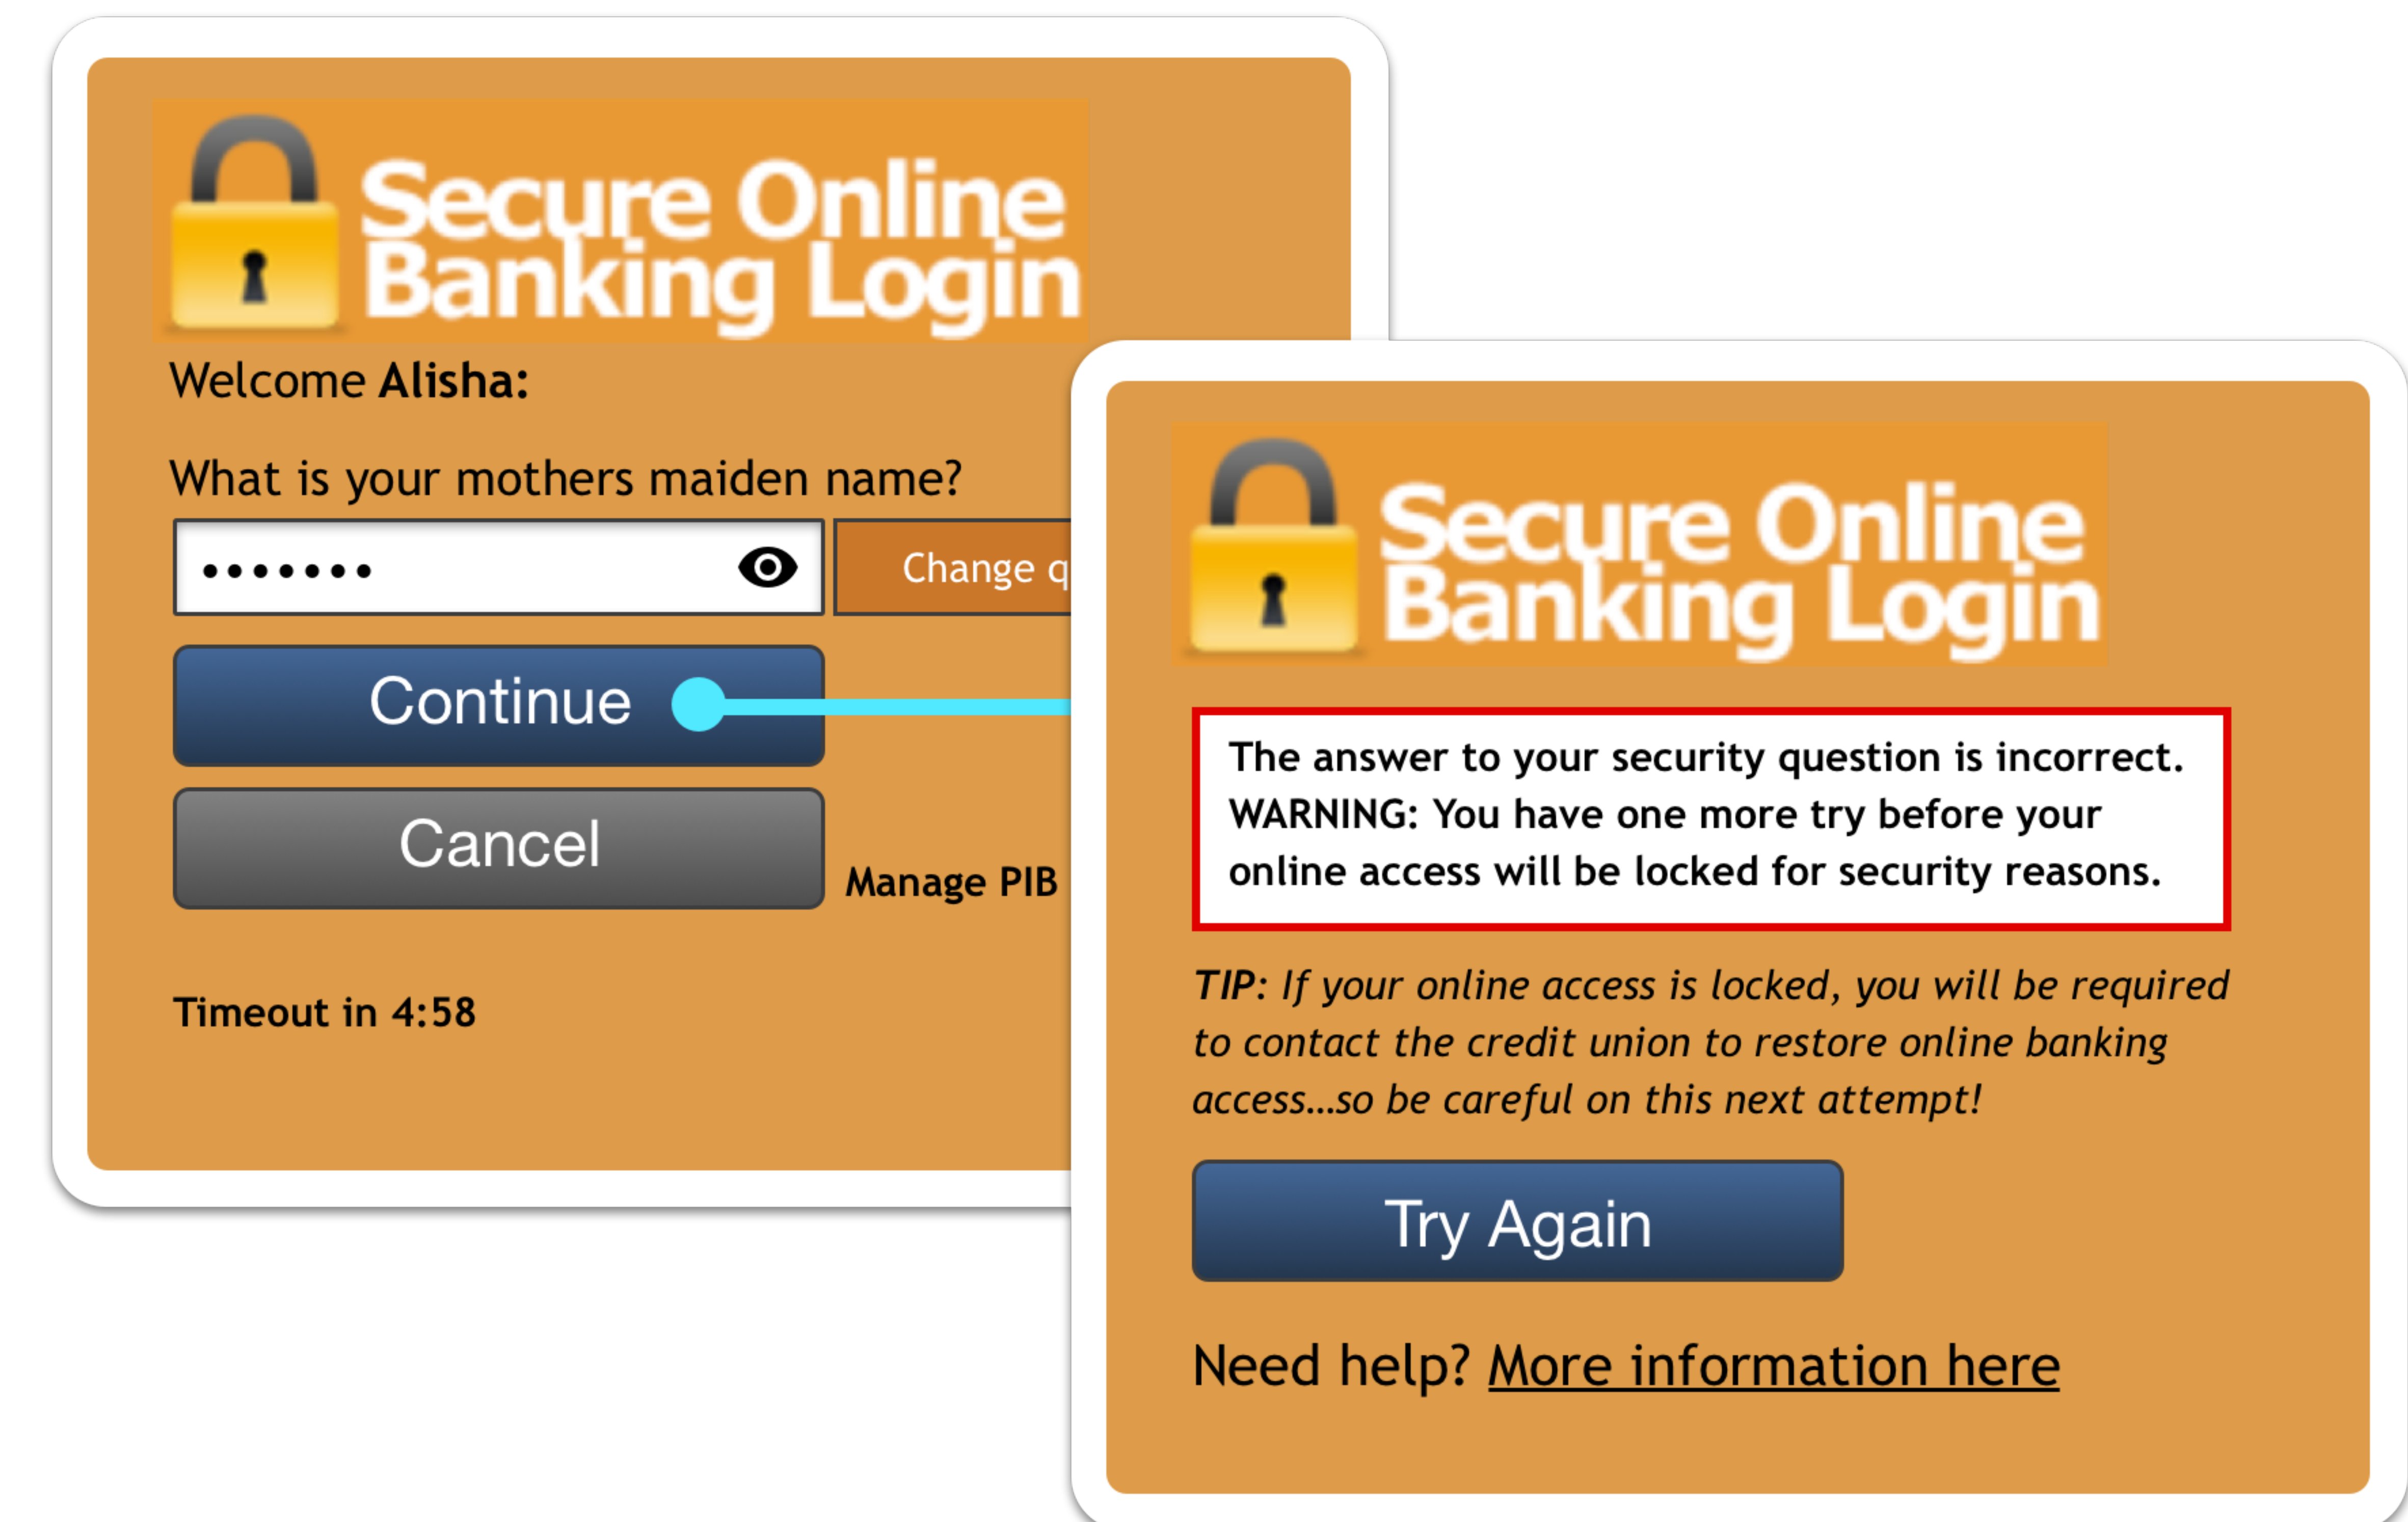 Secure Online
Banking Login
Welcome Alisha:
What is your mothers maiden name?
•••••••
Change q
Continue
Cancel
Manage PIB
Timeout in 4:58
Secure Online
Banking Login
The answer to your security question is incorrect.
WARNING: You have one more try before your
online access will be locked for security reasons.
TIP: If your online access is locked, you will be required
to contact the credit union to restore online banking
access...so be careful on this next attempt!
Try Again
Need help? More information here